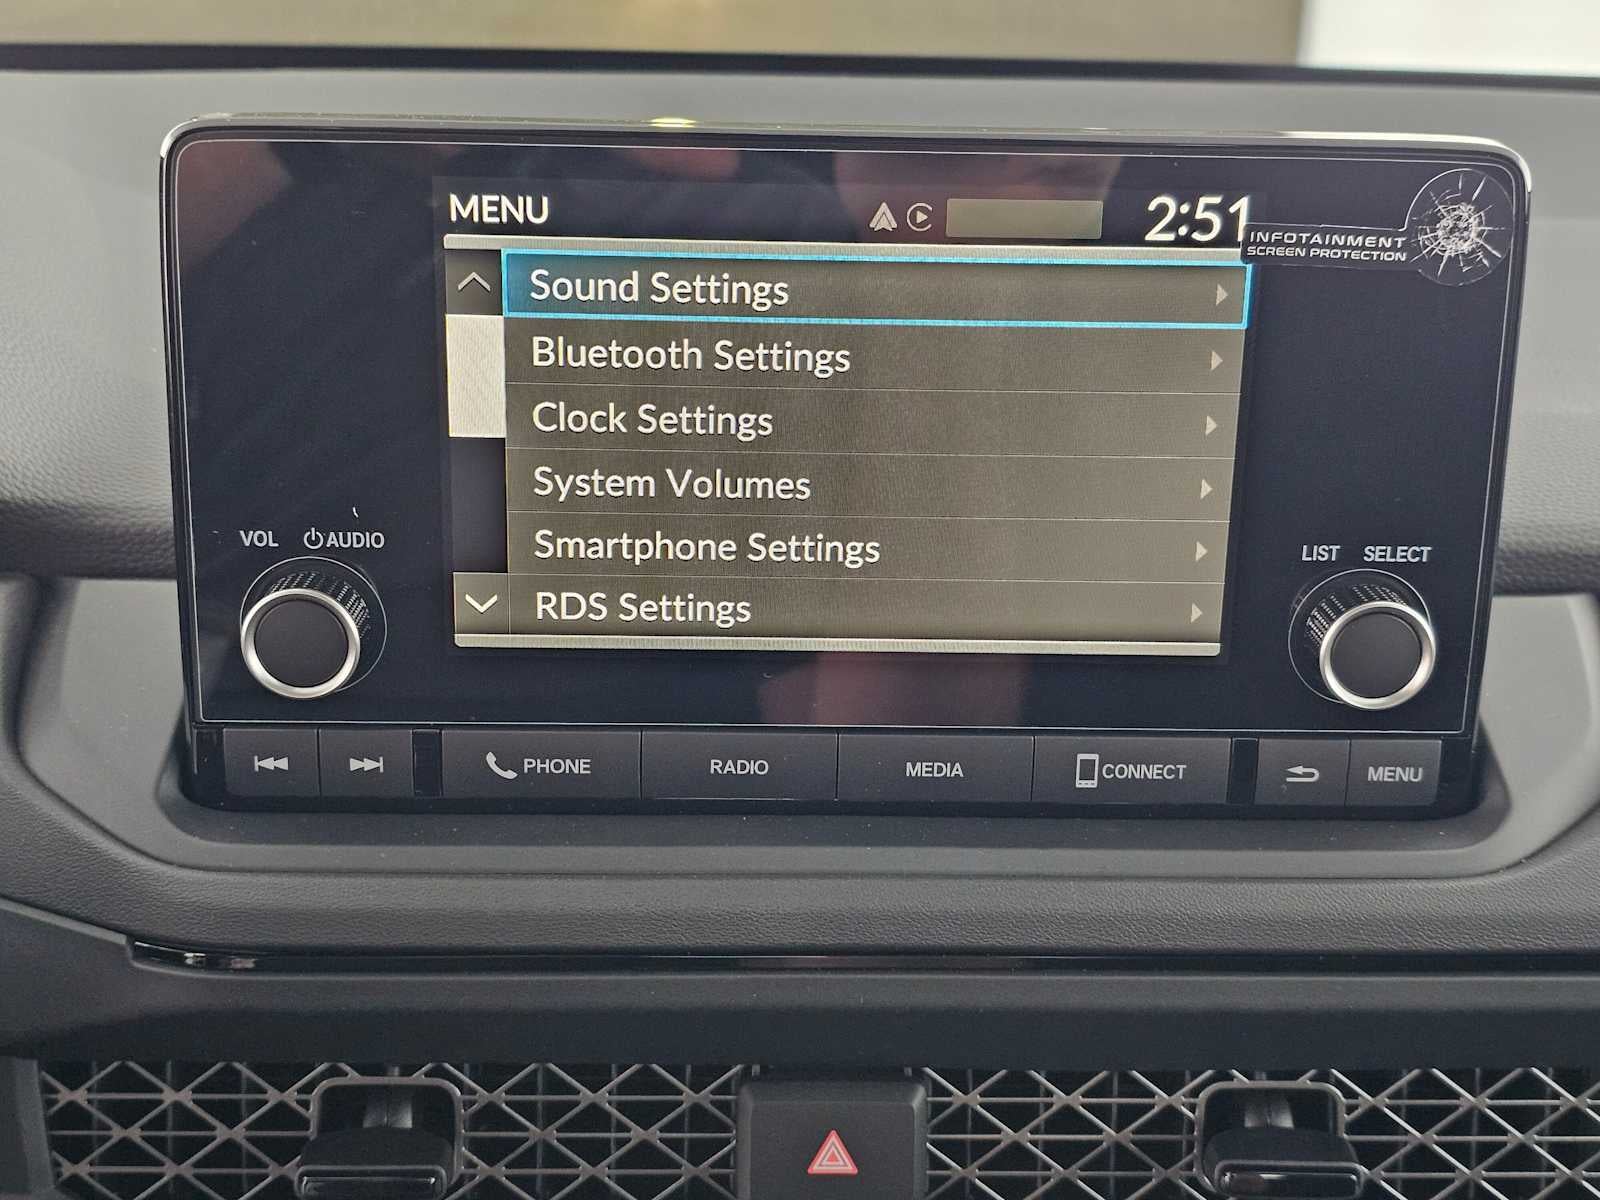 MENU
2:51
INFOTAINMENT
SCREEN PROTECTION
Sound Settings
Bluetooth Settings
Clock Settings
System Volumes
Smartphone Settings
RDS Settings
VOL AUDIO
LIST SELECT
PHONE RADIO MEDIA CONNECT MENU